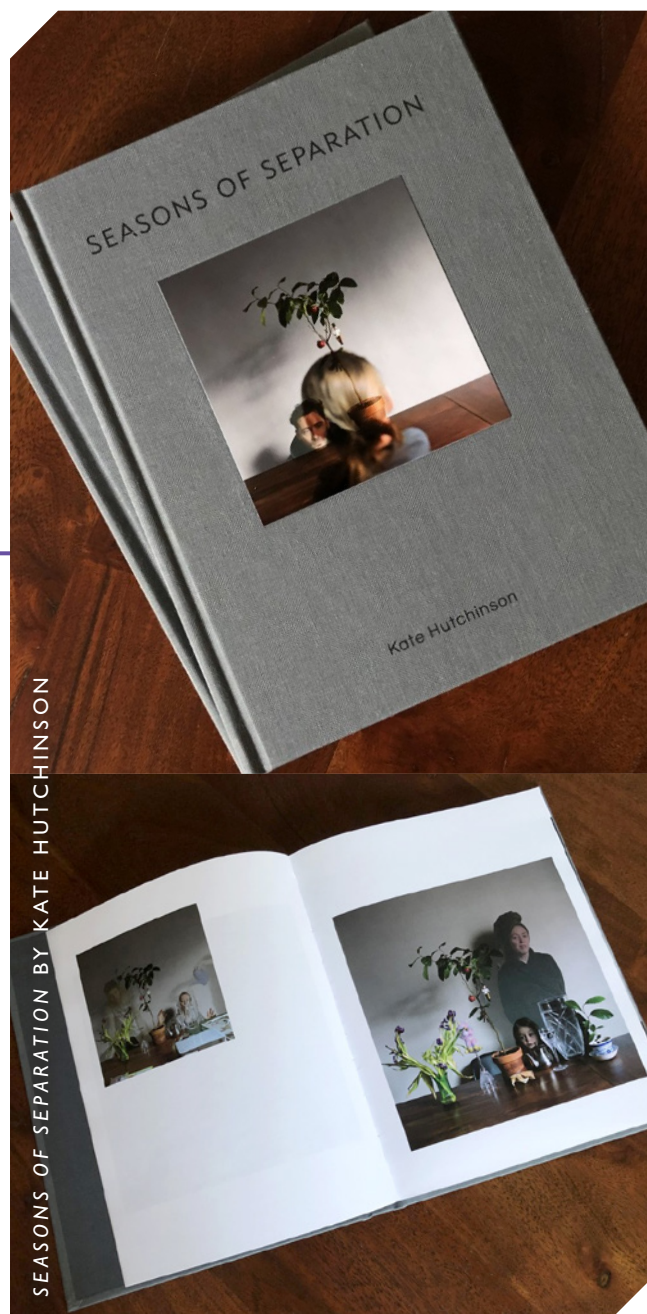 SEASONS OF SEPARATION
Kate Hutchinson
SEASONS OF SEPARATION BY KATE HUTCHINSON